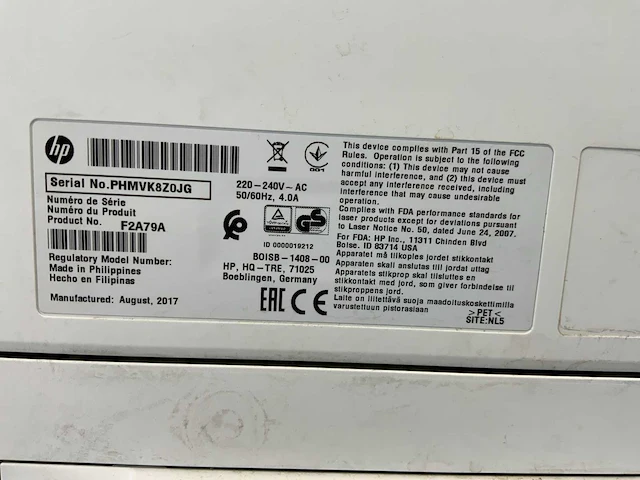 hp
Serial No.PHMVK8Z0JG
Numéro de Série
Número du Produit
Product No. F2A79A
Regulatory Model Number: BOISB-1408-00
Made in Philippines
Hecho en Filipinas
Manufactured: August, 2017
220-240V~AC
50/60Hz, 4.0A
001
GS
ID 0000019212
HP, HQ-TRE, 71025
Boeblingen, Germany
EAC CE
This device complies with Part 15 of the FCC
Rules. Operation is subject to the following
conditions: (1) This device may not cause
harmful interference, and (2) this device must
accept any interference received, including
interference that may cause undesirable
operation.
Complies with FDA performance standards for
laser products except for deviations pursuant
to Laser Notice No. 50, dated June 24, 2007.
For FDA: HP Inc., 11311 Chinden Blvd
Boise, ID 83714 USA
Apparatet må tilkoples jordet stikkontakt
Apparaten skall anslutas till jordat uttag
Apparatets stikprop skal tilsluttes en
stikkontakt med jord, som giver forbindelse til
stikproppens jord.
Laite on liitettävä suoja maadoituskoskettimilla
varustettuun pistorasiaan
>PET<
SITE:NL5